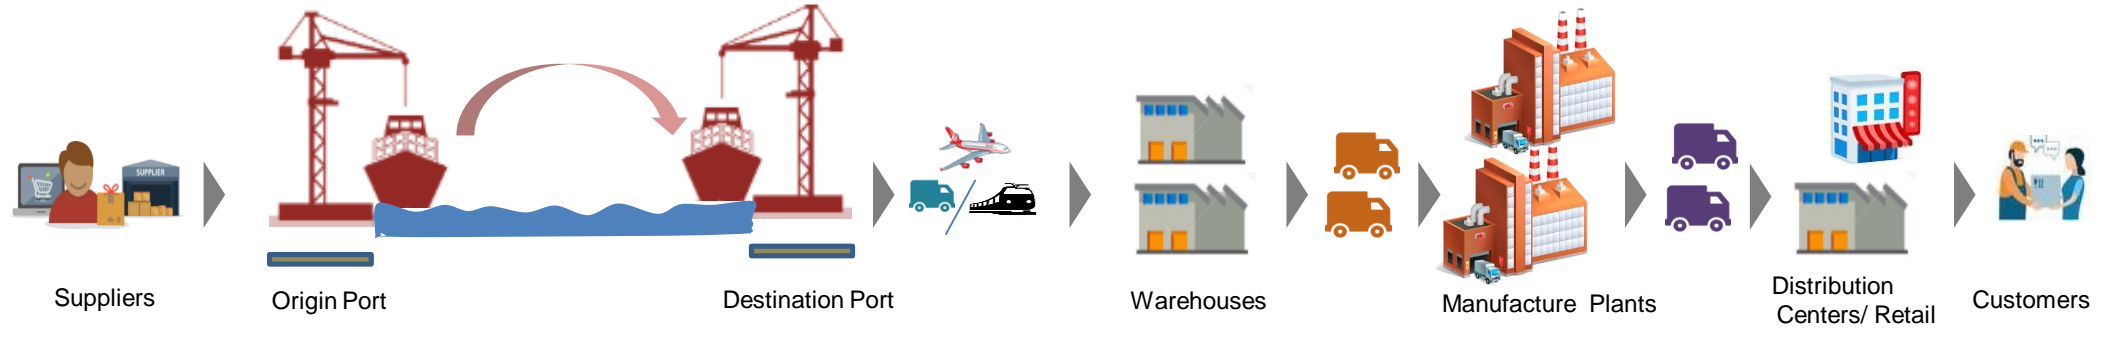 SUPPLIER
Suppliers
Origin Port
Destination Port
Warehouses
Manufacture Plants
Distribution
Centers/ Retail
Customers